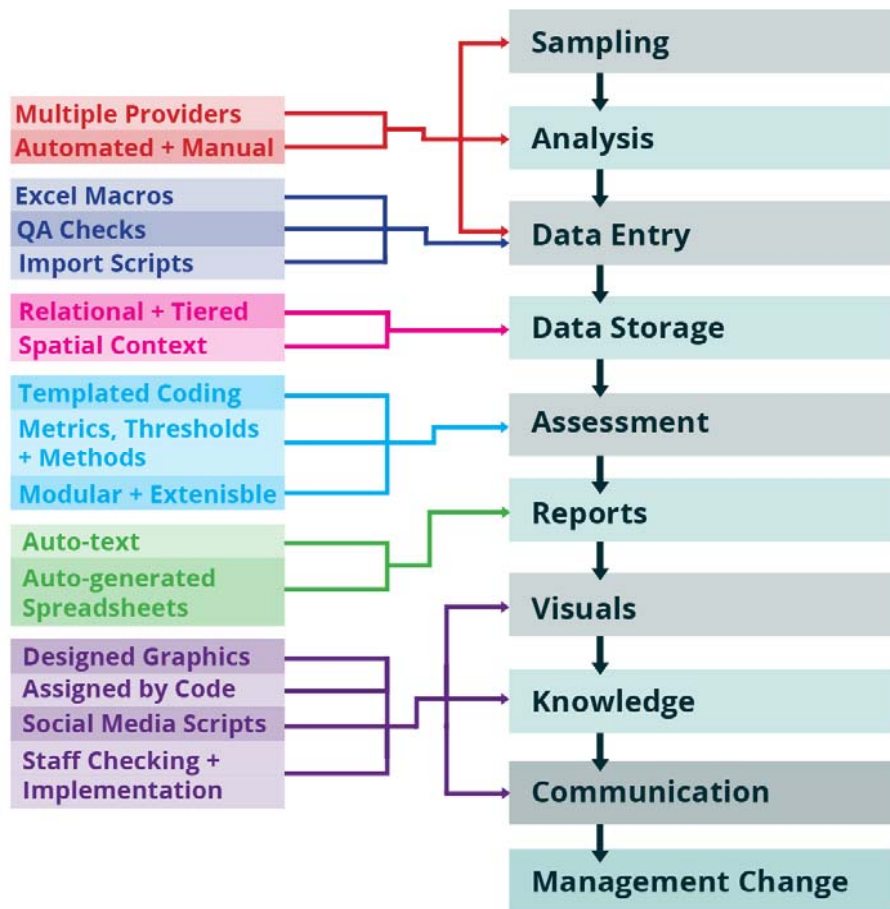 Sampling
Multiple Providers
Automated + Manual
Analysis
Excel Macros
QA Checks
Import Scripts
Data Entry
Relational + Tiered
Spatial Context
Data Storage
Templated Coding
Metrics, Thresholds
+ Methods
Modular + Extenisble
Assessment
Auto-text
Auto-generated
Spreadsheets
Reports
Designed Graphics
Assigned by Code
Social Media Scripts
Staff Checking +
Implementation
Visuals
Knowledge
Communication
Management Change